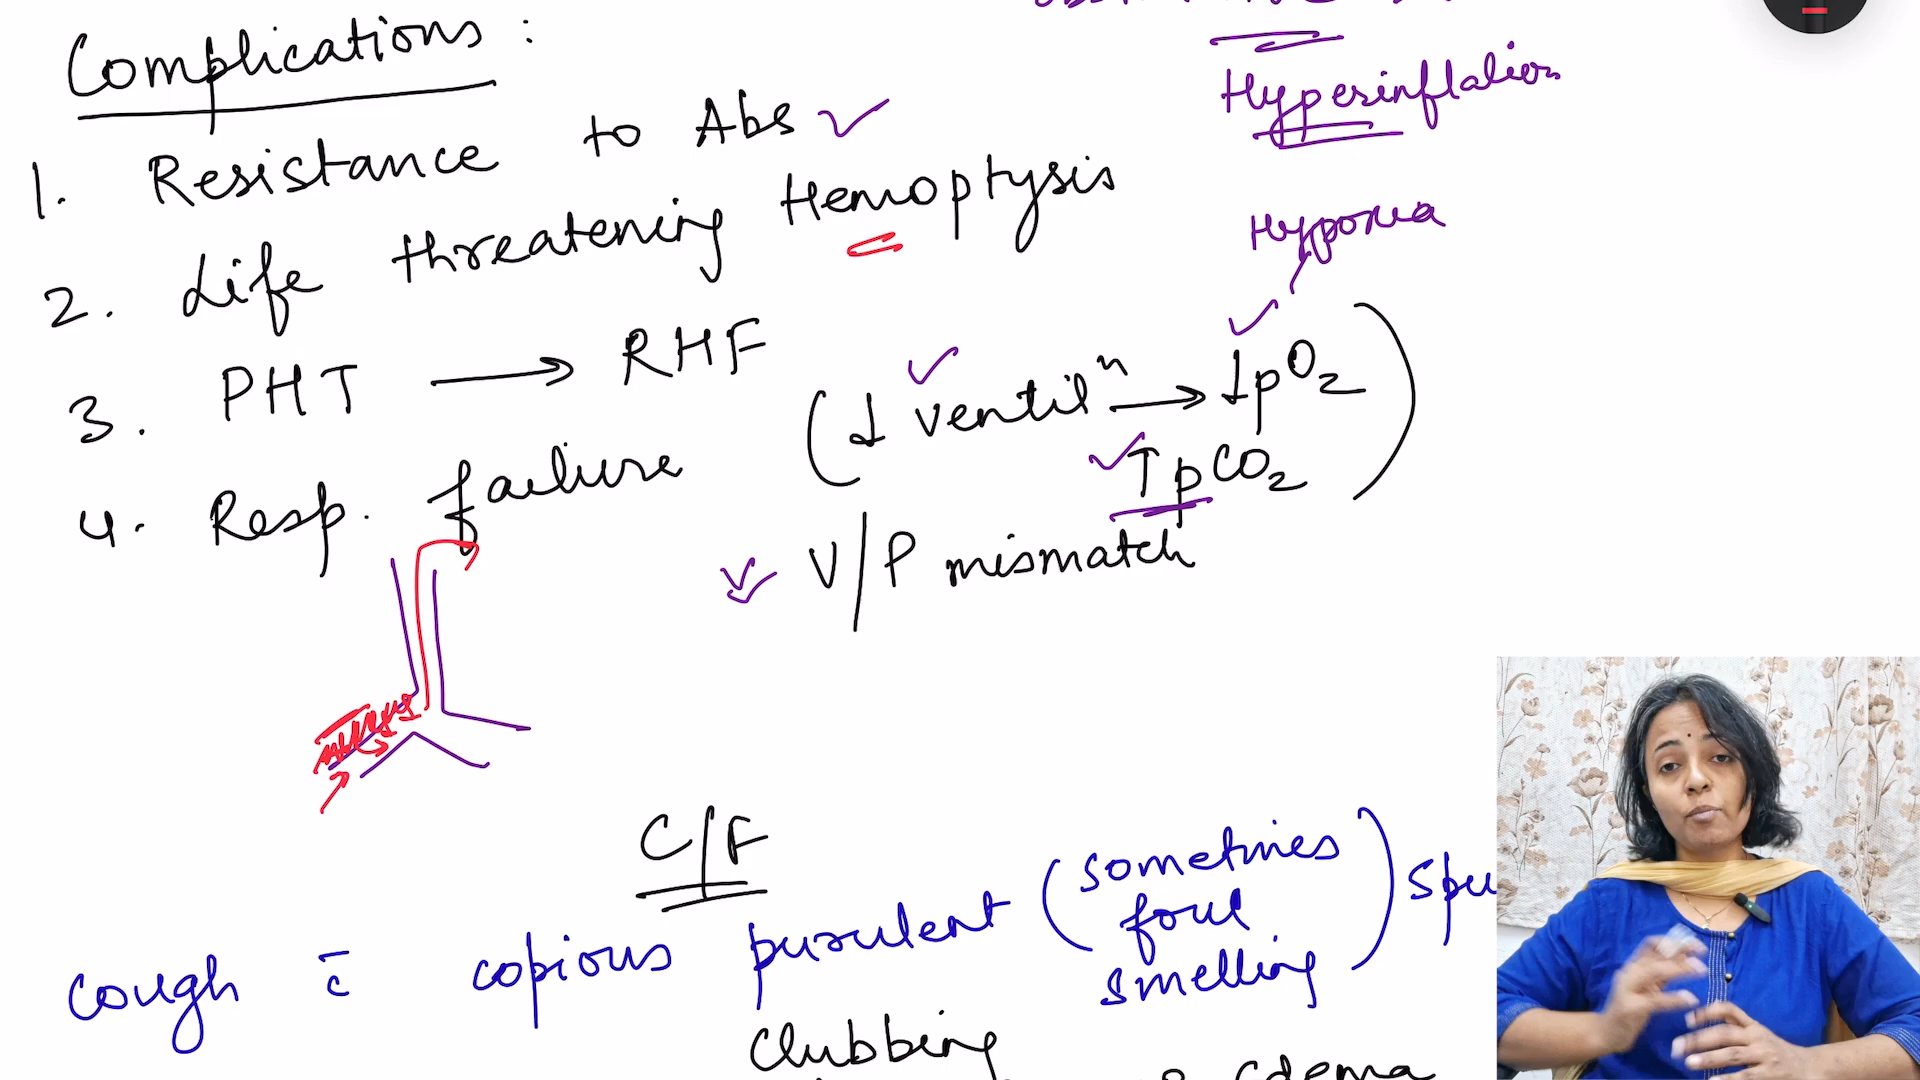 Complications :
Hyperinflation
1. Resistance to Abs ✓
2. Life threatening Hemoptysis
Hypoxia
3. PHT → RHF
(↓ ventilⁿ → ↓pO₂
↑pCO₂)
4. Resp. failure
V/P mismatch
C/F
cough c̄ copious purulent (sometimes
foul
smelling)
Clubbing
edema